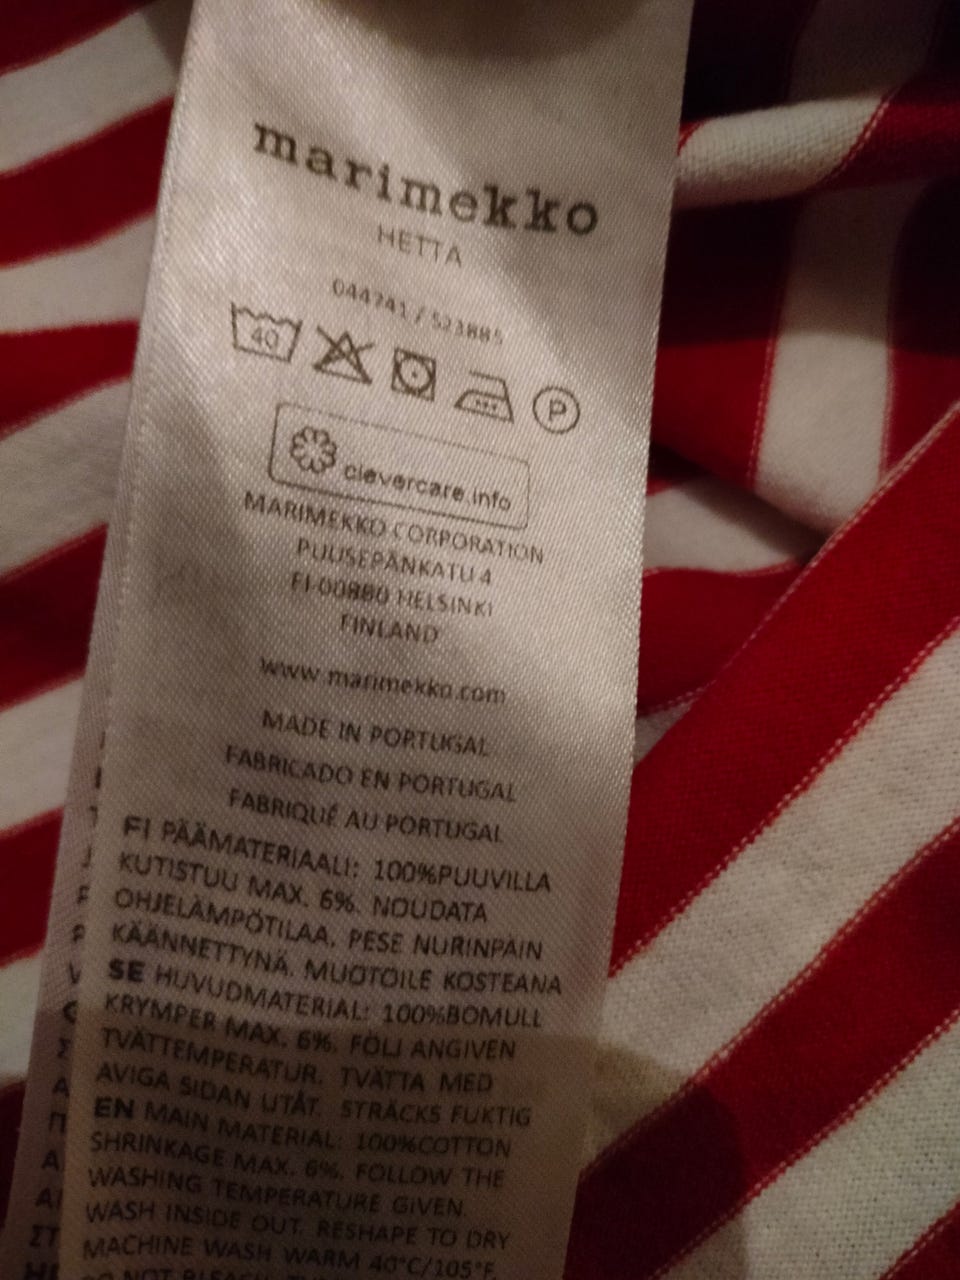 marimekko
HETTA
044741 / 523885
40
P
clevercare.info
MARIMEKKO CORPORATION
PUUSEPÄNKATU 4
FI-00880 HELSINKI
FINLAND
www.marimekko.com
MADE IN PORTUGAL
FABRICADO EN PORTUGAL
FABRIQUÉ AU PORTUGAL
FI PÄÄMATERIAALI: 100%PUUVILLA
KUTISTUU MAX. 6%. NOUDATA
OHJELÄMPÖTILAA. PESE NURINPÄIN
KÄÄNNETTYNÄ. MUOTOILE KOSTEANA
SE HUVUDMATERIAL: 100%BOMULL
KRYMPER MAX. 6%. FÖLJ ANGIVEN
TVÄTTEMPERATUR. TVÄTTA MED
AVIGA SIDAN UTÅT. STRÄCKS FUKTIG
EN MAIN MATERIAL: 100%COTTON
SHRINKAGE MAX. 6%. FOLLOW THE
WASHING TEMPERATURE GIVEN.
WASH INSIDE OUT. RESHAPE TO DRY
MACHINE WASH WARM 40°C/105°F,
DO NOT BLEACH,